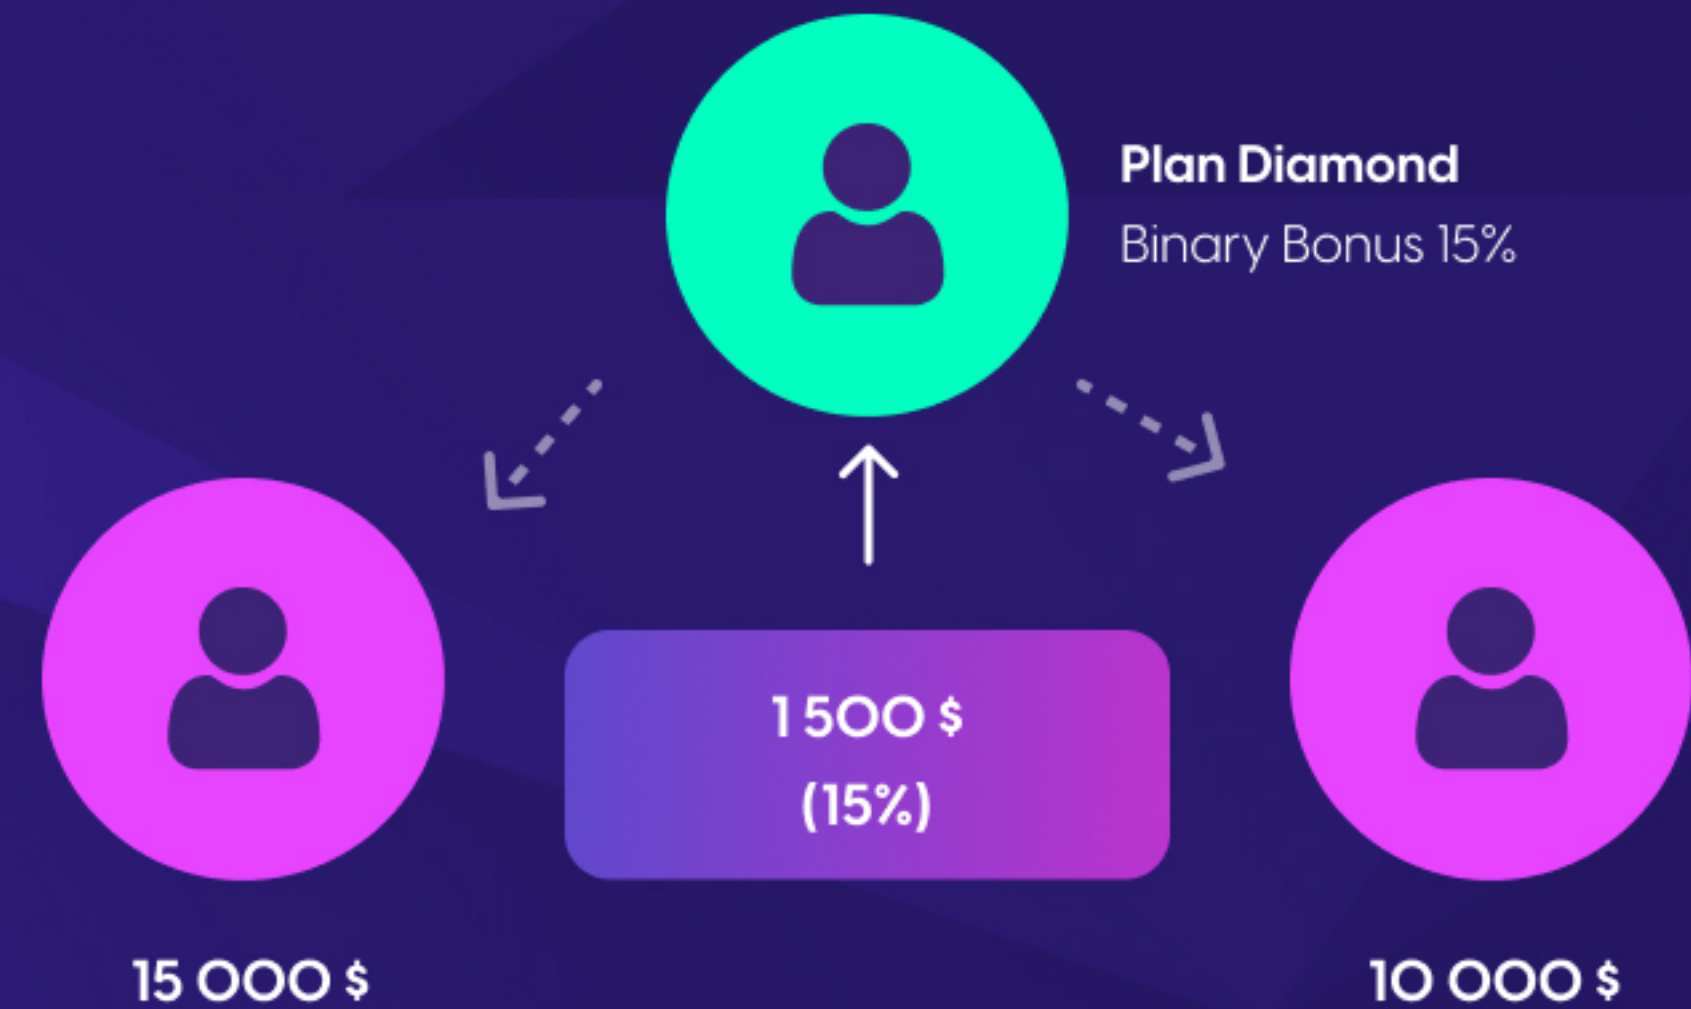 Plan Diamond
Binary Bonus 15%
1 500 $
(15%)
15 000 $
10 000 $